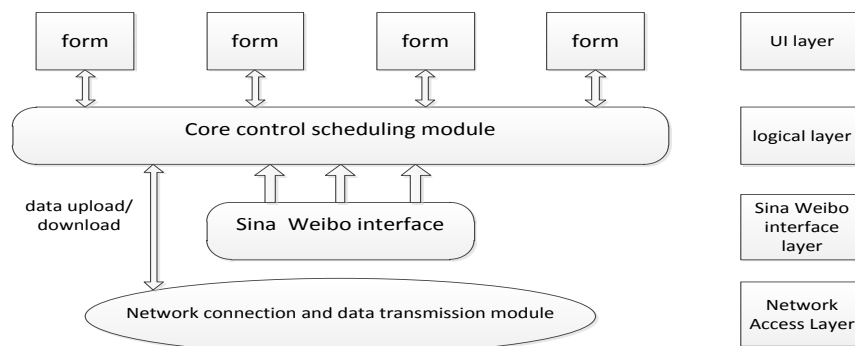 form form form form UI layer
Core control scheduling module logical layer
data upload/
download
Sina Weibo interface
Sina Weibo
interface
layer
Network connection and data transmission module
Network
Access Layer